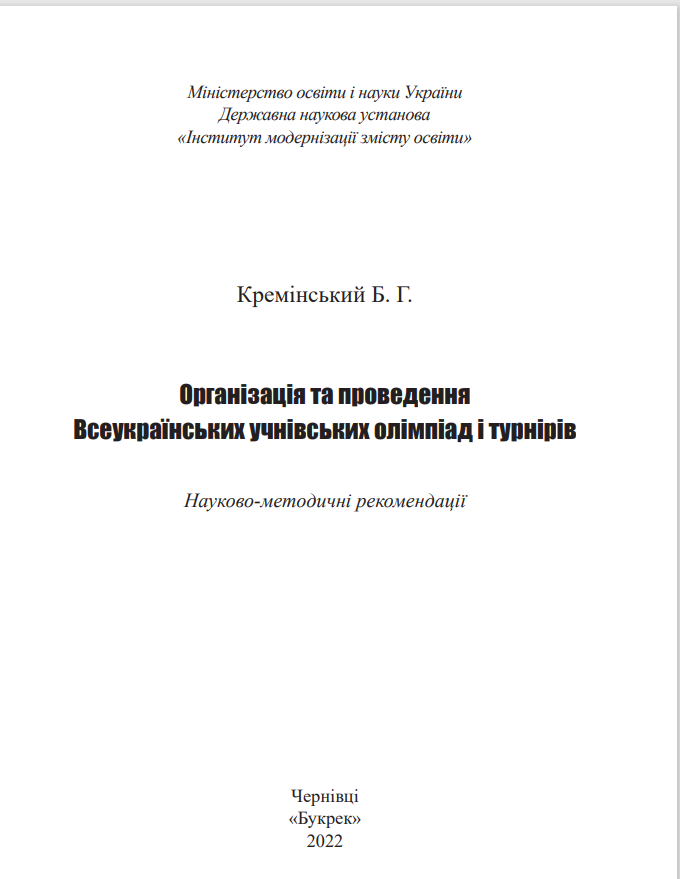 Міністерство освіти і науки України
Державна наукова установа
«Інститут модернізації змісту освіти»
Кремінський Б. Г.
Організація та проведення
Всеукраїнських учнівських олімпіад і турнірів
Науково-методичні рекомендації
Чернівці
«Букрек»
2022